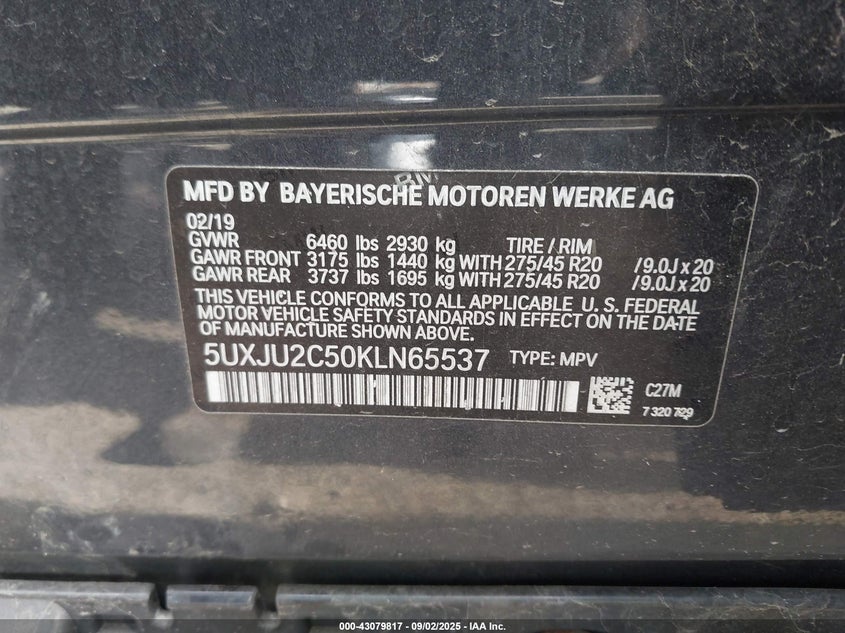 MFD BY BAYERISCHE MOTOREN WERKE AG
02/19
GVWR 6460 lbs 2930 kg TIRE / RIM
GAWR FRONT 3175 lbs 1440 kg WITH 275/45 R20 /9.0J x 20
GAWR REAR 3737 lbs 1695 kg WITH 275/45 R20 /9.0J x 20
THIS VEHICLE CONFORMS TO ALL APPLICABLE U. S. FEDERAL
MOTOR VEHICLE SAFETY STANDARDS IN EFFECT ON THE DATE
OF MANUFACTURE SHOWN ABOVE.
5UXJU2C50KLN65537 TYPE: MPV
C27M
7 320 729
000-43079817 - 09/02/2025 - IAA Inc.